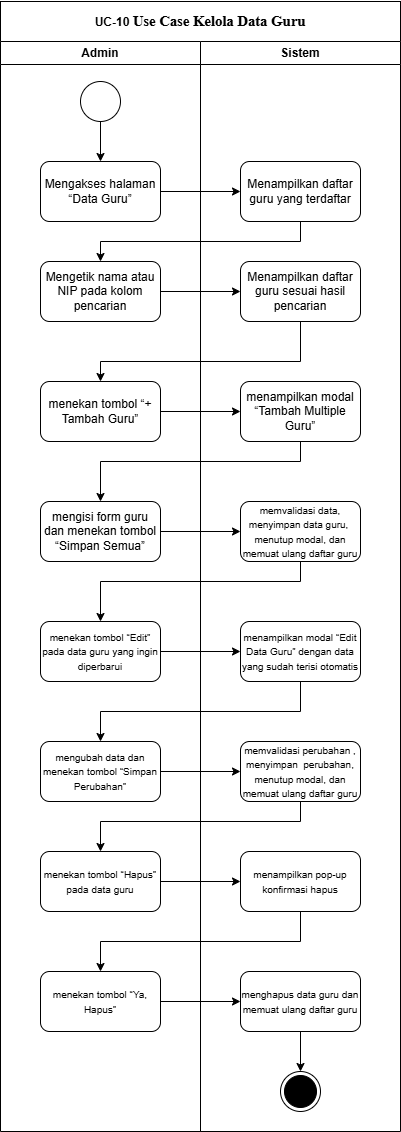 UC-10 Use Case Kelola Data Guru
Admin
Sistem
Mengakses halaman
“Data Guru”
Menampilkan daftar
guru yang terdaftar
Mengetik nama atau
NIP pada kolom
pencarian
Menampilkan daftar
guru sesuai hasil
pencarian
menekan tombol “+
Tambah Guru”
menampilkan modal
“Tambah Multiple
Guru”
mengisi form guru
dan menekan tombol
“Simpan Semua”
memvalidasi data,
menyimpan data guru,
menutup modal, dan
memuat ulang daftar guru
menekan tombol “Edit”
pada data guru yang ingin
diperbarui
menampilkan modal “Edit
Data Guru” dengan data
yang sudah terisi otomatis
mengubah data dan
menekan tombol “Simpan
Perubahan”
memvalidasi perubahan ,
menyimpan perubahan,
menutup modal, dan
memuat ulang daftar guru
menekan tombol “Hapus”
pada data guru
menampilkan pop-up
konfirmasi hapus
menekan tombol “Ya,
Hapus”
menghapus data guru dan
memuat ulang daftar guru